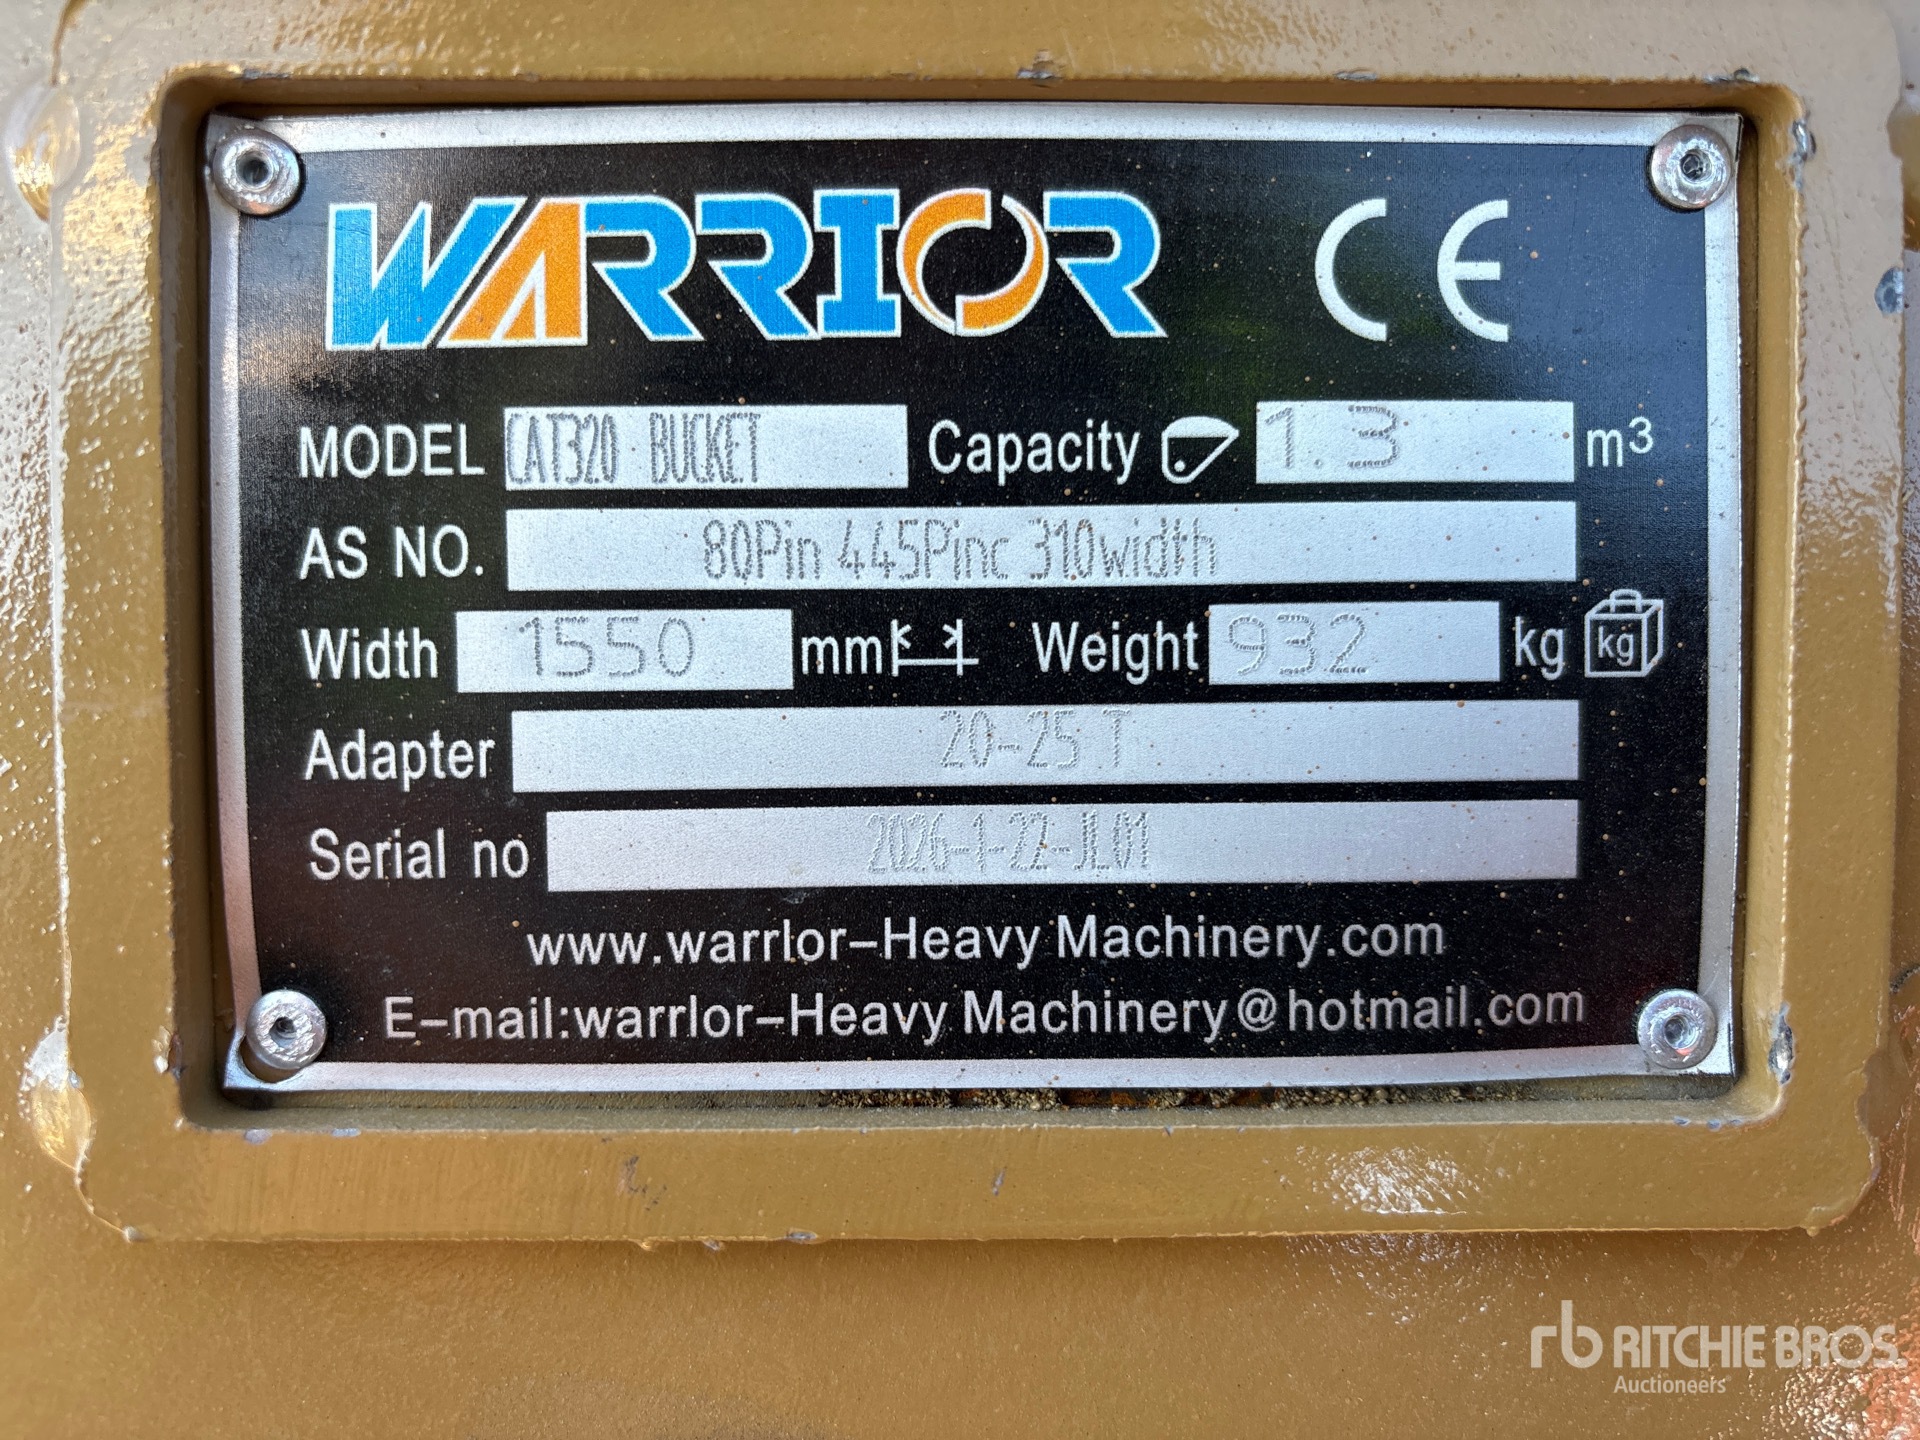 WARRIOR CE
MODEL CAT320 BUCKET Capacity 1.3 m³
AS NO. 80Pin 445Pinc 310width
Width 1550 mm Weight 932 kg kg
Adapter 20-25 T
Serial no 2026-1-22-JL01
www.warrlor-Heavy Machinery.com
E-mail:warrlor-Heavy Machinery@hotmail.com
rb RITCHIE BROS.
Auctioneers